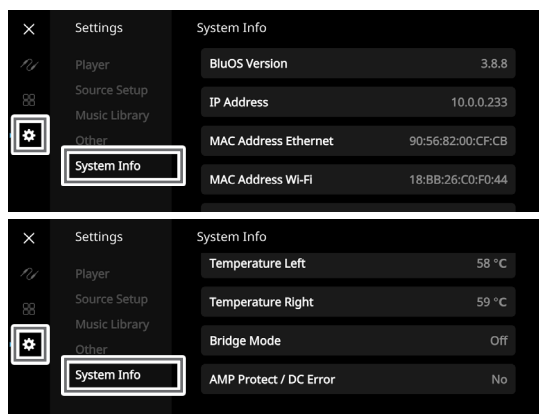 Settings
System Info
Player
Source Setup
Music Library
Other
System Info
BluOS Version 3.8.8
IP Address 10.0.0.233
MAC Address Ethernet 90:56:82:00:CF:CB
MAC Address Wi-Fi 18:BB:26:C0:F0:44
Settings
System Info
Player
Source Setup
Music Library
Other
System Info
Temperature Left 58 °C
Temperature Right 59 °C
Bridge Mode Off
AMP Protect / DC Error No